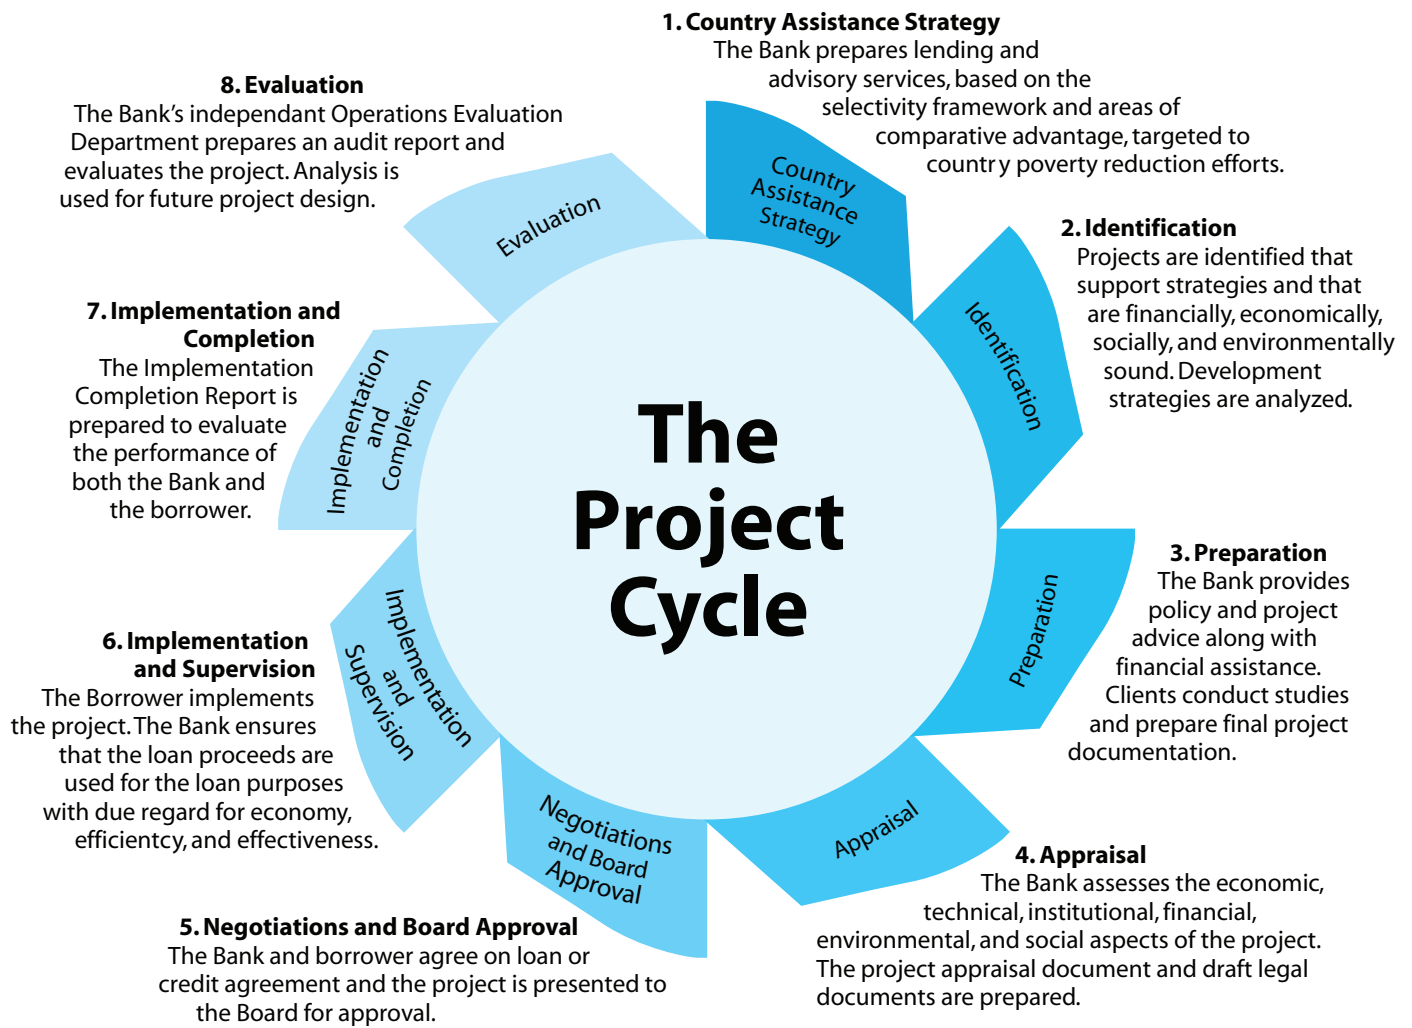 1. Country Assistance Strategy
The Bank prepares lending and
advisory services, based on the
selectivity framework and areas of
comparative advantage, targeted to
country poverty reduction efforts.
Country
Assistance
Strategy
2. Identification
Projects are identified that
support strategies and that
are financially, economically,
socially, and environmentally
sound. Development
strategies are analyzed.
Identification
3. Preparation
The Bank provides
policy and project
advice along with
financial assistance.
Clients conduct studies
and prepare final project
documentation.
Preparation
4. Appraisal
The Bank assesses the economic,
technical, institutional, financial,
environmental, and social aspects of the project.
The project appraisal document and draft legal
documents are prepared.
Appraisal
5. Negotiations and Board Approval
The Bank and borrower agree on loan or
credit agreement and the project is presented to
the Board for approval.
Negotiations
and Board
Approval
6. Implementation
and Supervision
The Borrower implements
the project. The Bank ensures
that the loan proceeds are
used for the loan purposes
with due regard for economy,
efficientcy, and effectiveness.
Implementation
and
Supervision
7. Implementation and
Completion
The Implementation
Completion Report is
prepared to evaluate
the performance of
both the Bank and
the borrower.
Implementation
and
Completion
8. Evaluation
The Bank's independant Operations Evaluation
Department prepares an audit report and
evaluates the project. Analysis is
used for future project design.
Evaluation
The
Project
Cycle